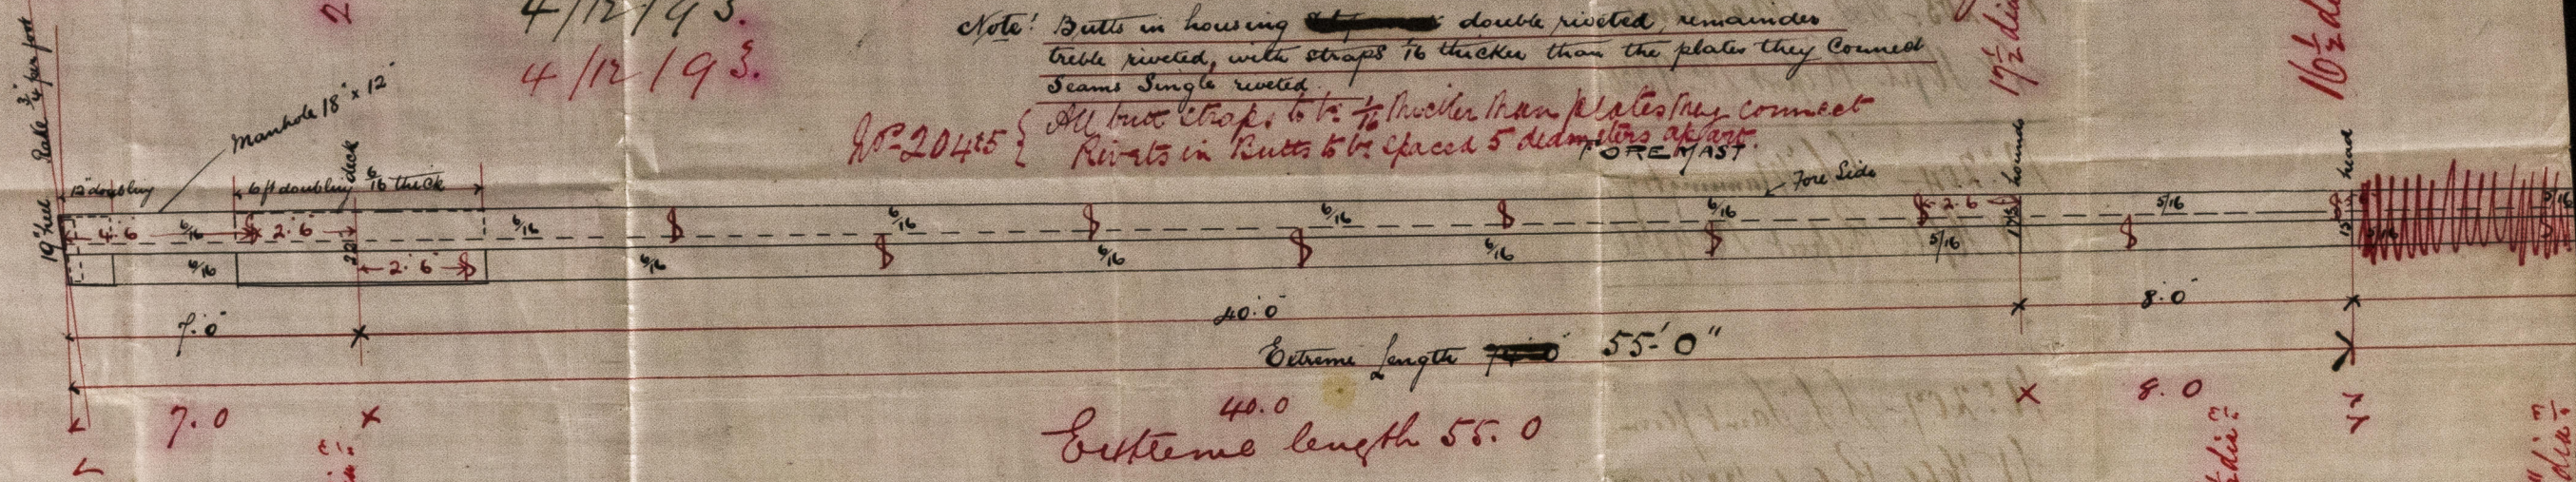 4/12/93.
4/12/93.
Note! Butts in housing double riveted, remainder
treble riveted, with straps 1/16 thicker than the plates they Connect
Seams Single riveted.
All butt straps to be 1/16 thicker than plates they connect
Rivets in Butts to be spaced 5 diameters apart.
FOREMAST
Rake 3/4" per foot
Manhole 18" x 12"
12" doubling
6 ft doubling 6/16 thick
deck
Fore Side
hounds
head
17 1/2 dia
16 1/2
19" heel
4.6
6/16
2.6
22"
6/16
6/16
6/16
6/16
2.6
5/16
6/16
2.6
6/16
6/16
6/16
5/16
5/16
5/16
7.0
40.0
8.0
Extreme length 55'-0"
7.0
40.0
8.0
Extreme length 55.0